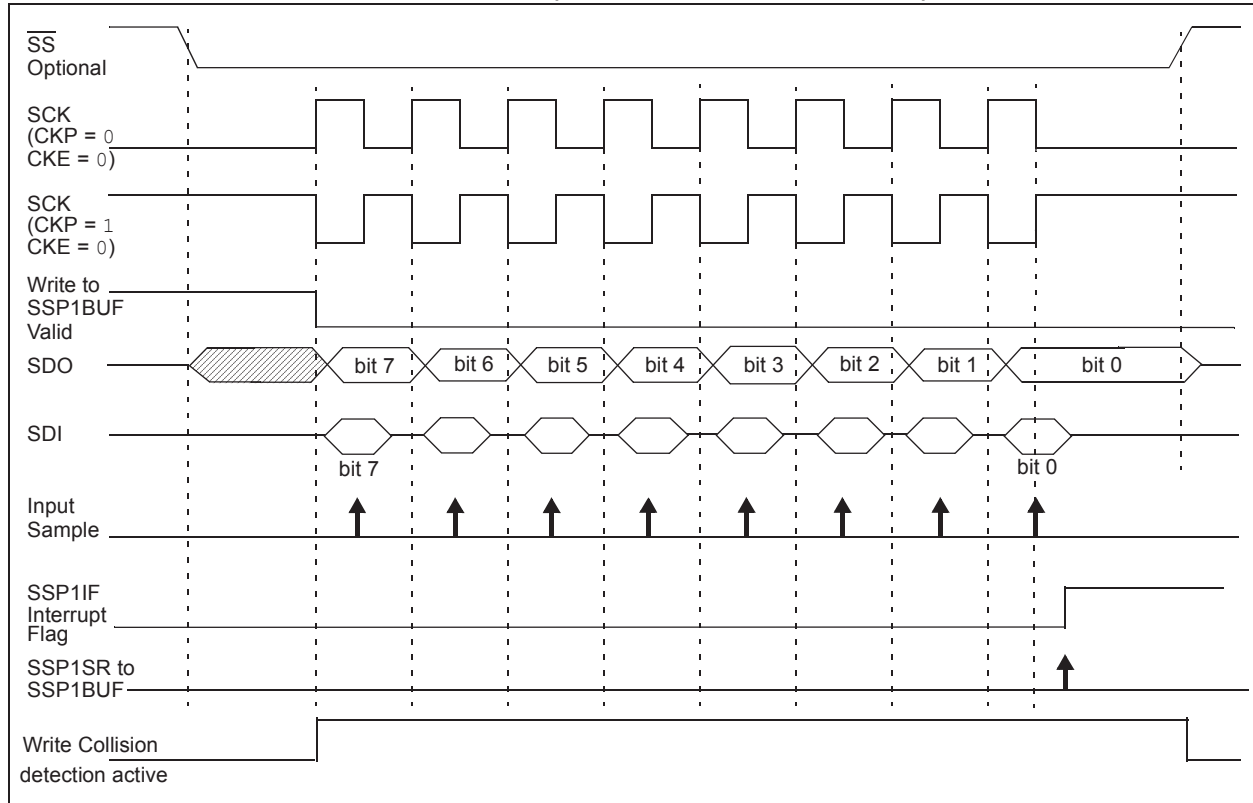 SS
Optional
SCK
(CKP = 0
CKE = 0)
SCK
(CKP = 1
CKE = 0)
Write to
SSP1BUF
Valid
SDO
bit 7 bit 6 bit 5 bit 4 bit 3 bit 2 bit 1 bit 0
SDI
bit 7 bit 0
Input
Sample
SSP1IF
Interrupt
Flag
SSP1SR to
SSP1BUF
Write Collision
detection active